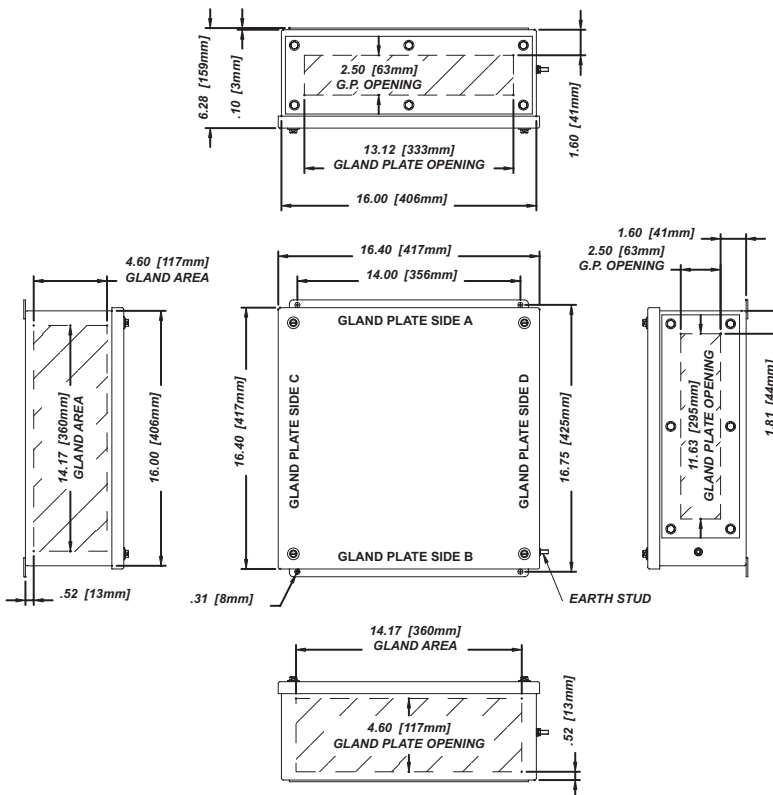 6.28 [159mm]
.10 [3mm]
2.50 [63mm]
G.P. OPENING
1.60 [41mm]
13.12 [333mm]
GLAND PLATE OPENING
16.00 [406mm]
4.60 [117mm]
GLAND AREA
14.17 [360mm]
GLAND AREA
16.00 [406mm]
.52 [13mm]
16.40 [417mm]
14.00 [356mm]
GLAND PLATE SIDE A
16.40 [417mm]
GLAND PLATE SIDE C
GLAND PLATE SIDE D
16.75 [425mm]
GLAND PLATE SIDE B
.31 [8mm]
EARTH STUD
1.60 [41mm]
2.50 [63mm]
G.P. OPENING
11.63 [295mm]
GLAND PLATE OPENING
1.81 [44mm]
14.17 [360mm]
GLAND AREA
4.60 [117mm]
GLAND PLATE OPENING
.52 [13mm]